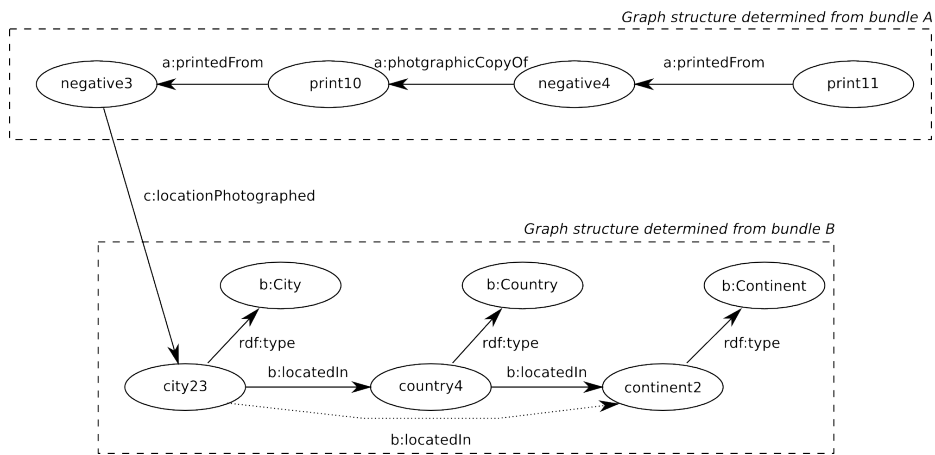 Graph structure determined from bundle A
a:printedFrom
a:photgraphicCopyOf
a:printedFrom
negative3
print10
negative4
print11
c:locationPhotographed
Graph structure determined from bundle B
b:City
b:Country
b:Continent
rdf:type
rdf:type
rdf:type
b:locatedIn
b:locatedIn
city23
country4
continent2
b:locatedIn